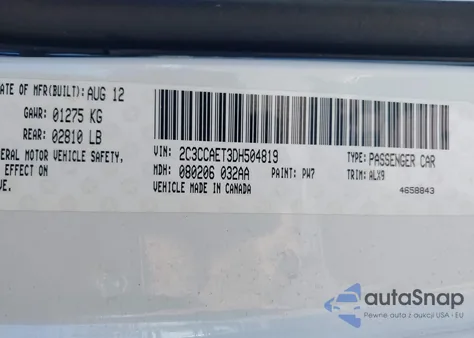 ATE OF MFR(BUILT): AUG 12
GAWR: 01275 KG
REAR: 02810 LB
ERAL MOTOR VEHICLE SAFETY,
EFFECT ON
VE.
VIN: 2C3CCAET3DH504819
TYPE: PASSENGER CAR
MDH: 080206 032AA
PAINT: PW7
TRIM: ALX9
VEHICLE MADE IN CANADA
4658843
autoSnap
Pewne auta z aukcji USA - EU